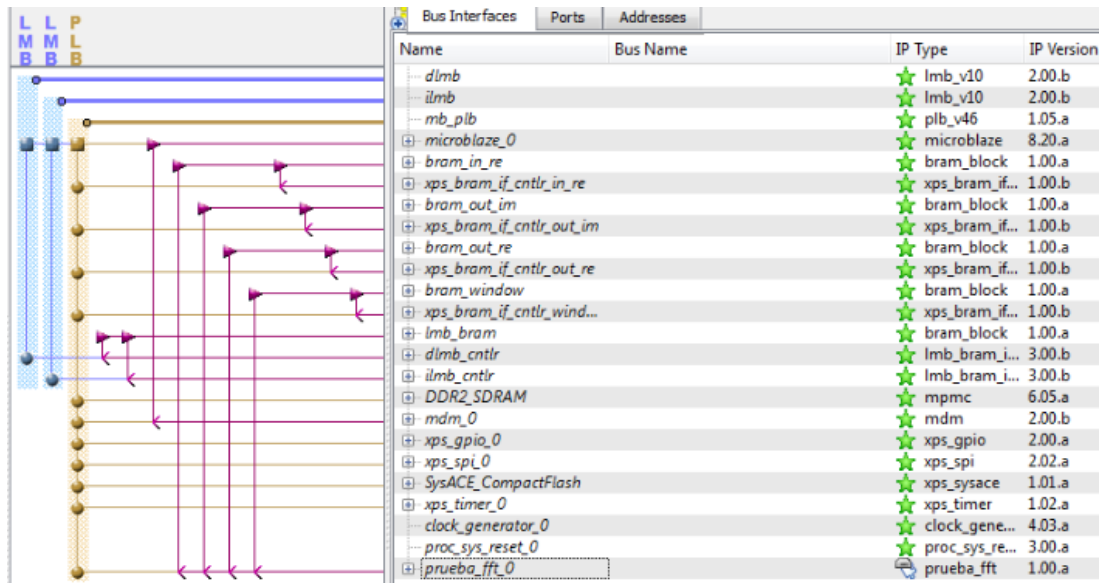 L L P
M M L
B B B
Bus Interfaces Ports Addresses
Name Bus Name IP Type IP Version
dlmb lmb_v10 2.00.b
ilmb lmb_v10 2.00.b
mb_plb plb_v46 1.05.a
microblaze_0 microblaze 8.20.a
bram_in_re bram_block 1.00.a
xps_bram_if_cntlr_in_re xps_bram_if... 1.00.b
bram_out_im bram_block 1.00.a
xps_bram_if_cntlr_out_im xps_bram_if... 1.00.b
bram_out_re bram_block 1.00.a
xps_bram_if_cntlr_out_re xps_bram_if... 1.00.b
bram_window bram_block 1.00.a
xps_bram_if_cntlr_wind... xps_bram_if... 1.00.b
lmb_bram bram_block 1.00.a
dlmb_cntlr lmb_bram_i... 3.00.b
ilmb_cntlr lmb_bram_i... 3.00.b
DDR2_SDRAM mpmc 6.05.a
mdm_0 mdm 2.00.b
xps_gpio_0 xps_gpio 2.00.a
xps_spi_0 xps_spi 2.02.a
SysACE_CompactFlash xps_sysace 1.01.a
xps_timer_0 xps_timer 1.02.a
clock_generator_0 clock_gene... 4.03.a
proc_sys_reset_0 proc_sys_re... 3.00.a
prueba_fft_0 prueba_fft 1.00.a